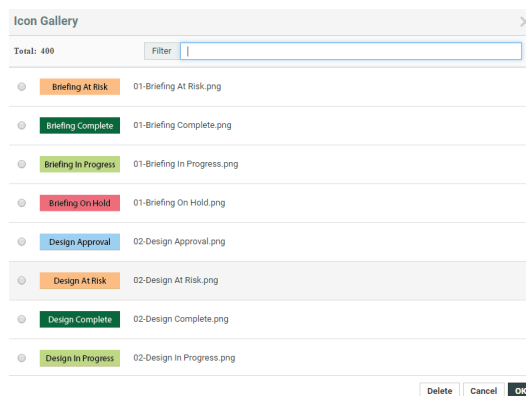 Icon Gallery
Total: 400 Filter
Briefing At Risk 01-Briefing At Risk.png
Briefing Complete 01-Briefing Complete.png
Briefing In Progress 01-Briefing In Progress.png
Briefing On Hold 01-Briefing On Hold.png
Design Approval 02-Design Approval.png
Design At Risk 02-Design At Risk.png
Design Complete 02-Design Complete.png
Design In Progress 02-Design In Progress.png
Delete Cancel OK